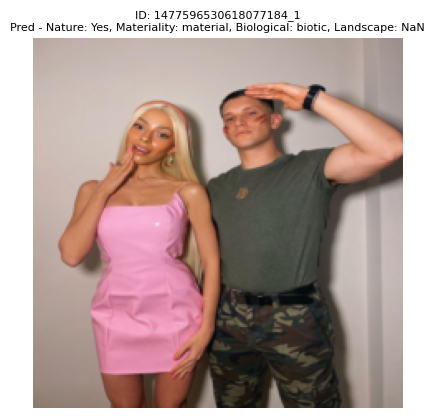 ID: 1477596530618077184_1
Pred - Nature: Yes, Materiality: material, Biological: biotic, Landscape: NaN